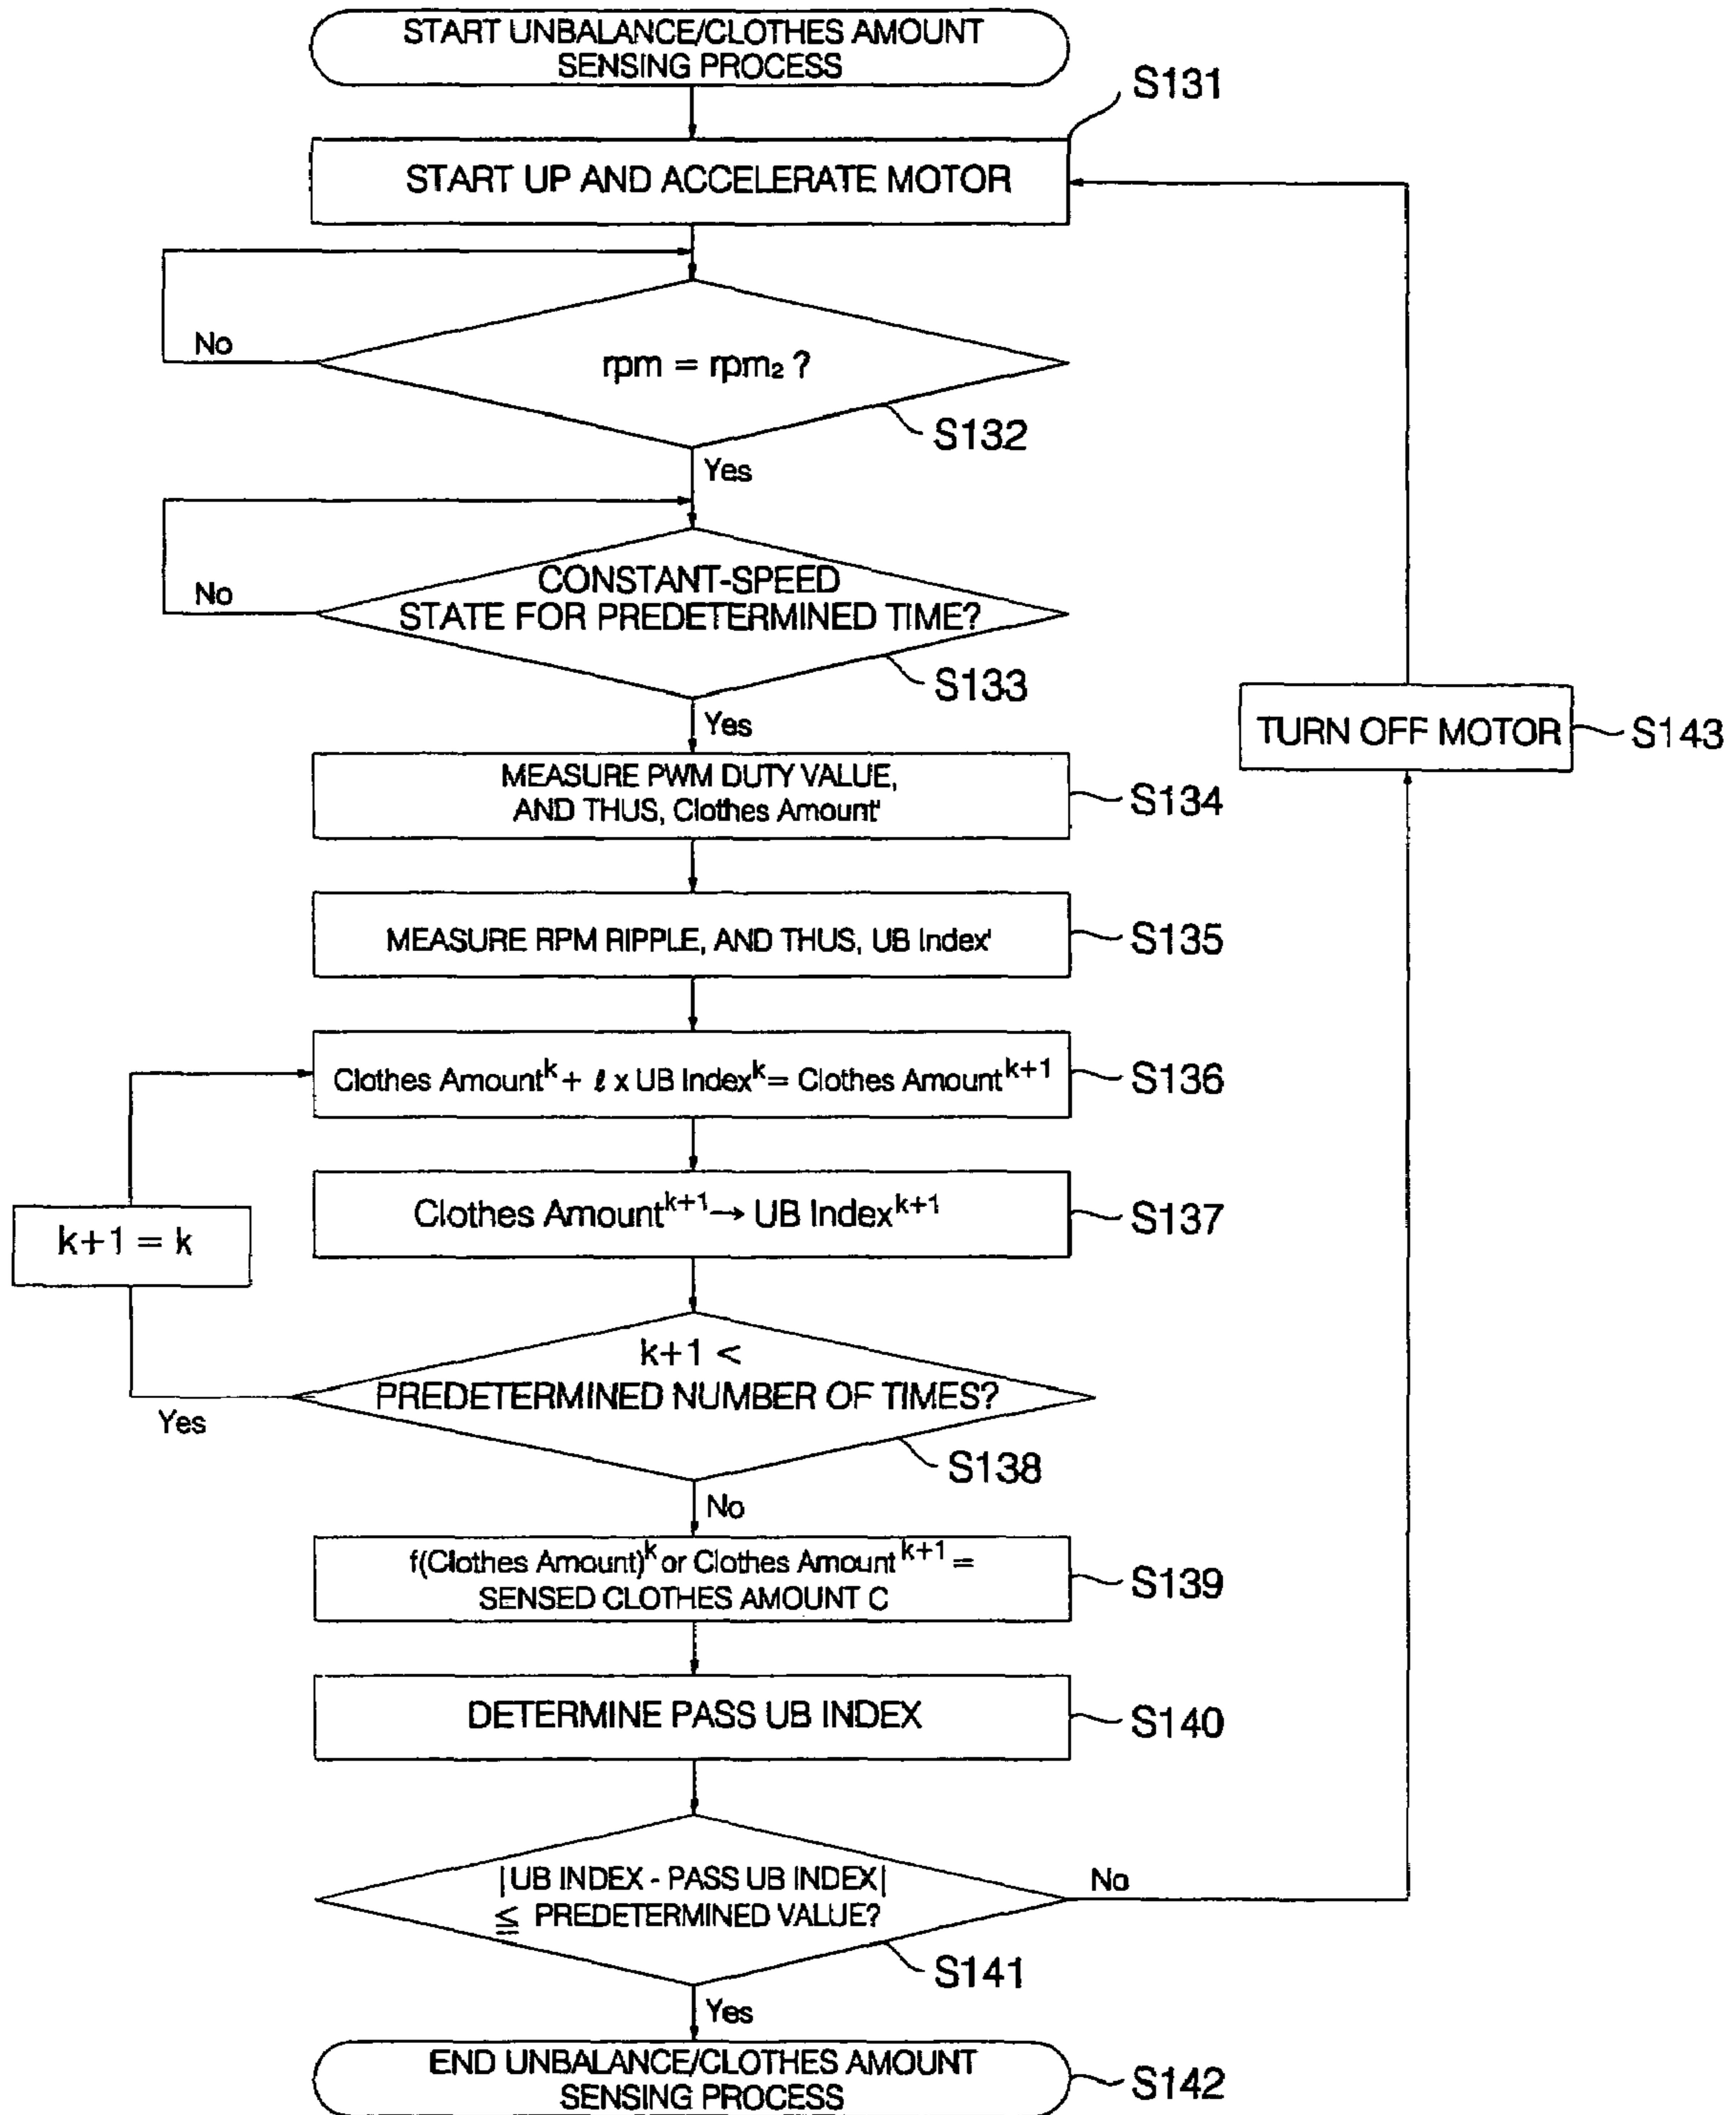 START UNBALANCE/CLOTHES AMOUNT
SENSING PROCESS
S131
START UP AND ACCELERATE MOTOR
No
rpm = rpm₂ ?
S132
Yes
No
CONSTANT-SPEED
STATE FOR PREDETERMINED TIME?
S133
Yes
TURN OFF MOTOR
S143
MEASURE PWM DUTY VALUE,
AND THUS, Clothes Amount'
S134
MEASURE RPM RIPPLE, AND THUS, UB Index'
S135
Clothes Amount^k + ℓ x UB Index^k = Clothes Amount^k+1
S136
Clothes Amount^k+1 → UB Index^k+1
S137
k+1 = k
k+1 <
PREDETERMINED NUMBER OF TIMES?
Yes
S138
No
f(Clothes Amount)^k or Clothes Amount^k+1 =
SENSED CLOTHES AMOUNT C
S139
DETERMINE PASS UB INDEX
S140
|UB INDEX - PASS UB INDEX|
≦ PREDETERMINED VALUE?
No
S141
Yes
END UNBALANCE/CLOTHES AMOUNT
SENSING PROCESS
S142